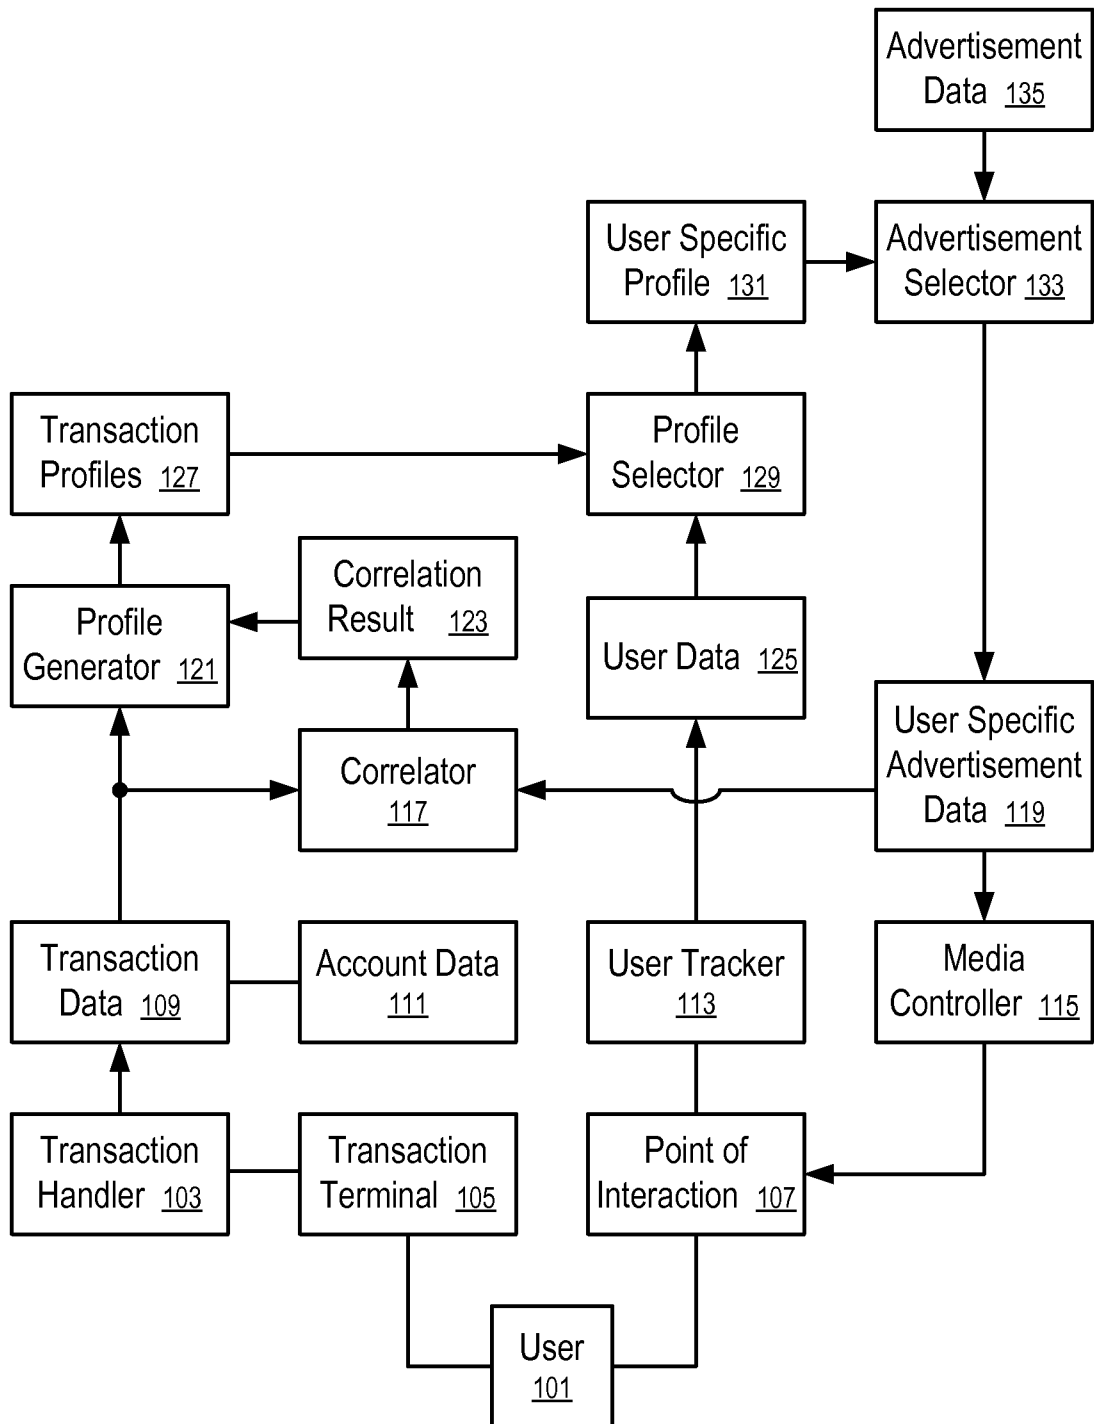 Advertisement
Data 135
User Specific
Profile 131
Advertisement
Selector 133
Transaction
Profiles 127
Profile
Selector 129
Correlation
Result 123
Profile
Generator 121
User Data 125
User Specific
Advertisement
Data 119
Correlator
117
Transaction
Data 109
Account Data
111
User Tracker
113
Media
Controller 115
Transaction
Handler 103
Transaction
Terminal 105
Point of
Interaction 107
User
101